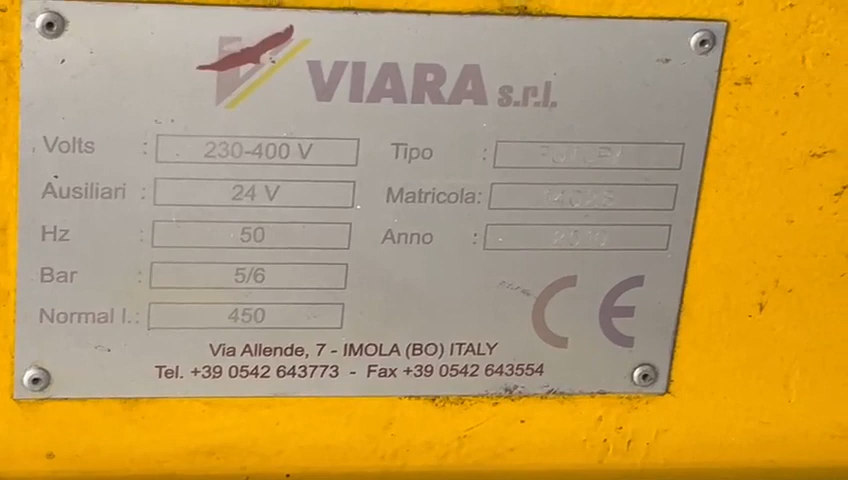 VIARA s.r.l.
Volts : 230-400 V
Tipo :
Ausiliari : 24 V
Matricola:
Hz : 50
Anno :
Bar : 5/6
Normal l.: 450
CE
Via Allende, 7 - IMOLA (BO) ITALY
Tel. +39 0542 643773 - Fax +39 0542 643554